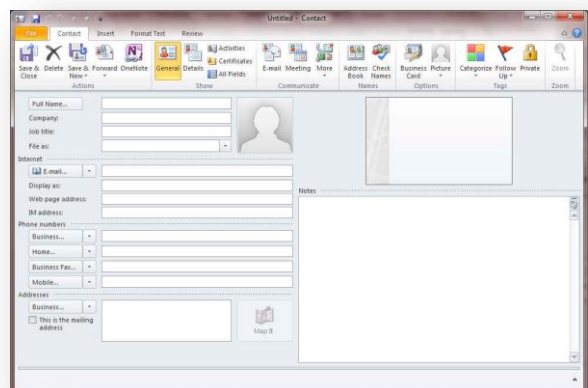 Untitled - Contact
File Contact Insert Format Text Review
Save & Close
Delete
Save & New
Forward
OneNote
Actions
General
Details
Activities
Certificates
All Fields
Show
E-mail
Meeting
More
Communicate
Address Book
Check Names
Names
Business Card
Picture
Options
Categorize
Follow Up
Private
Tags
Zoom
Zoom
Full Name...
Company:
Job title:
File as:
Internet
E-mail...
Display as:
Web page address:
IM address:
Phone numbers
Business...
Home...
Business Fax...
Mobile...
Addresses
Business...
This is the mailing
address
Map It
Notes